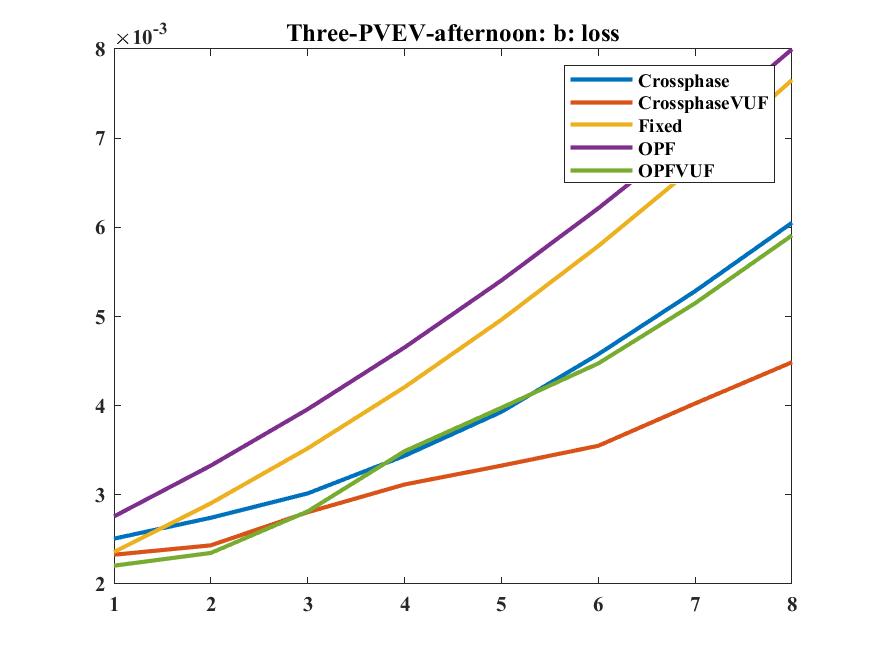 Three-PVEV-afternoon: b: loss
×10-3
8
7
6
5
4
3
2
1 2 3 4 5 6 7 8
Crossphase
CrossphaseVUF
Fixed
OPF
OPFVUF